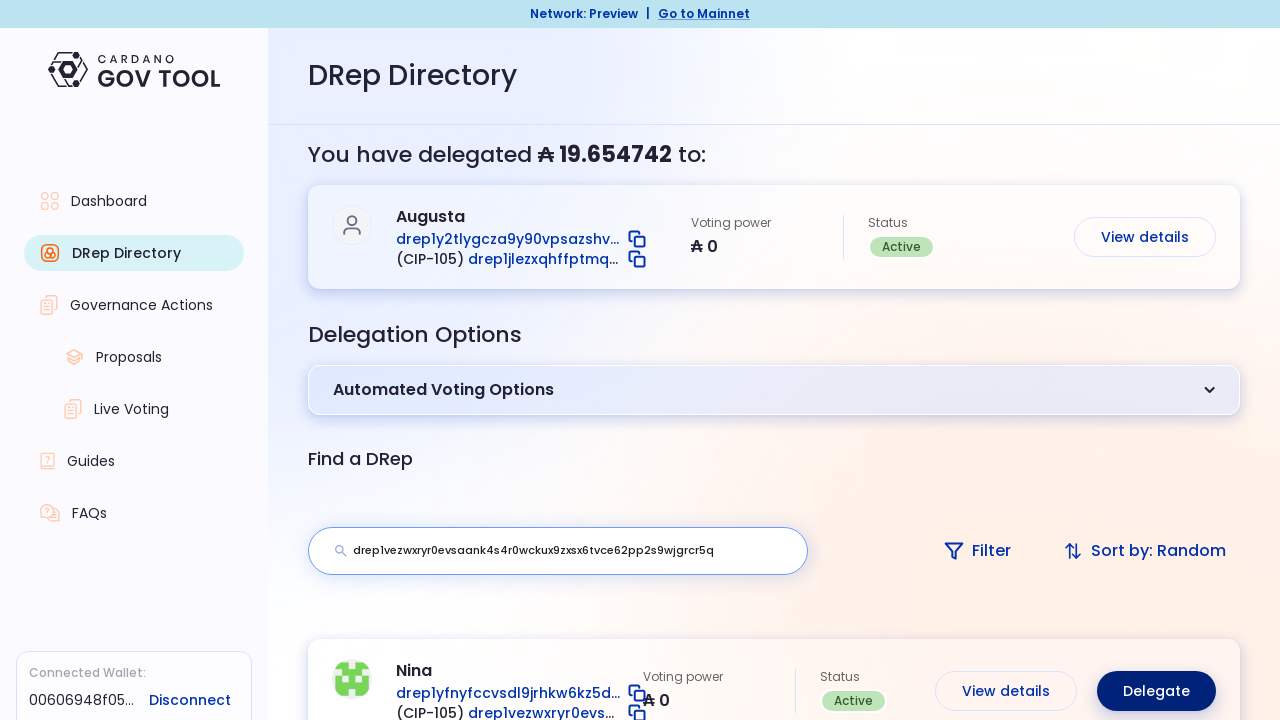 Network: Preview | Go to Mainnet
CARDANO
GOV TOOL
DRep Directory
You have delegated ₳ 19.654742 to:
Dashboard
DRep Directory
Governance Actions
Proposals
Live Voting
Guides
FAQs
Connected Wallet:
00606948f05... Disconnect
Augusta
drep1y2tlygcza9y90vpsazshv...
(CIP-105) drep1jlezxqhffptmq...
Voting power
₳ 0
Status
Active
View details
Delegation Options
Automated Voting Options
Find a DRep
drep1vezwxryr0evsaank4s4r0wckux9zxsx6tvce62pp2s9wjgrcr5q
Filter
Sort by: Random
Nina
drep1yfnyfccvsdl9jrhkw6kz5d...
(CIP-105) drep1vezwxryr0evs...
Voting power
₳ 0
Status
Active
View details
Delegate